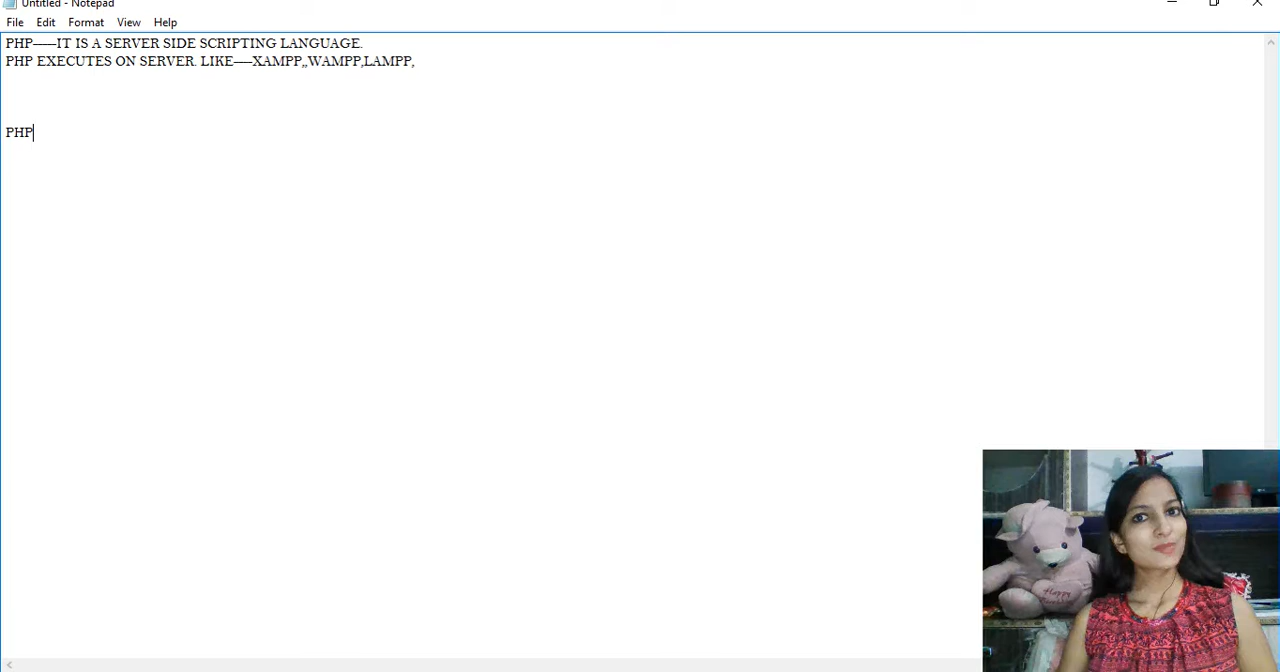 Untitled - Notepad
File Edit Format View Help
PHP-----IT IS A SERVER SIDE SCRIPTING LANGUAGE.
PHP EXECUTES ON SERVER. LIKE----XAMPP,,WAMPP,LAMPP,
PHP
Happy